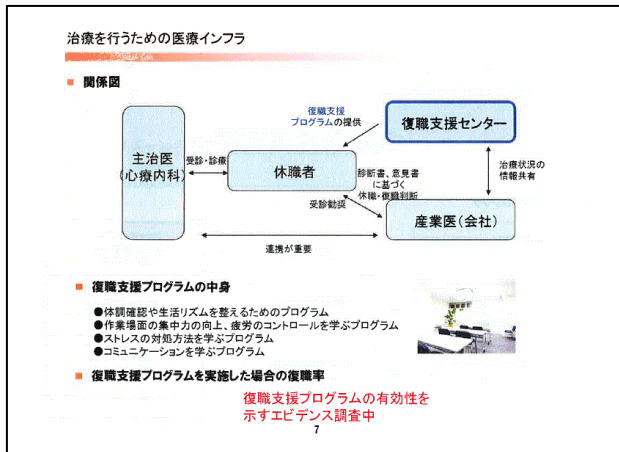 治療を行うための医療インフラ
■ 関係図
復職支援
プログラムの提供
復職支援センター
主治医
(心療内科)
受診・診療
休職者
診断書、意見書
に基づく
休職・復職判断
治療状況の
情報共有
受診勧奨
産業医(会社)
連携が重要
■ 復職支援プログラムの中身
●体調確認や生活リズムを整えるためのプログラム
●作業場面の集中力の向上、疲労のコントロールを学ぶプログラム
●ストレスの対処方法を学ぶプログラム
●コミュニケーションを学ぶプログラム
■ 復職支援プログラムを実施した場合の復職率
復職支援プログラムの有効性を
示すエビデンス調査中
7